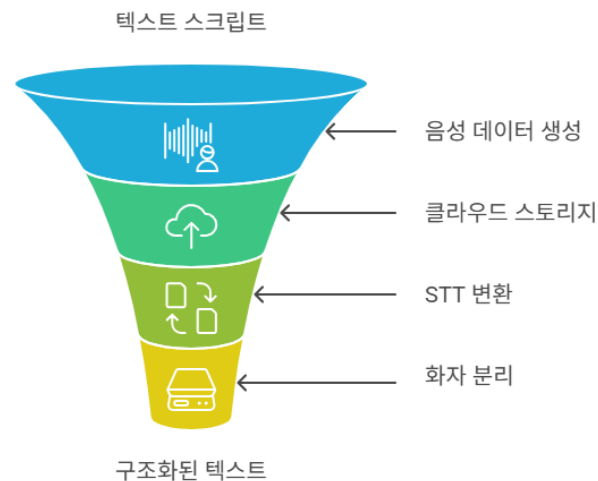 텍스트 스크립트
음성 데이터 생성
클라우드 스토리지
STT 변환
화자 분리
구조화된 텍스트